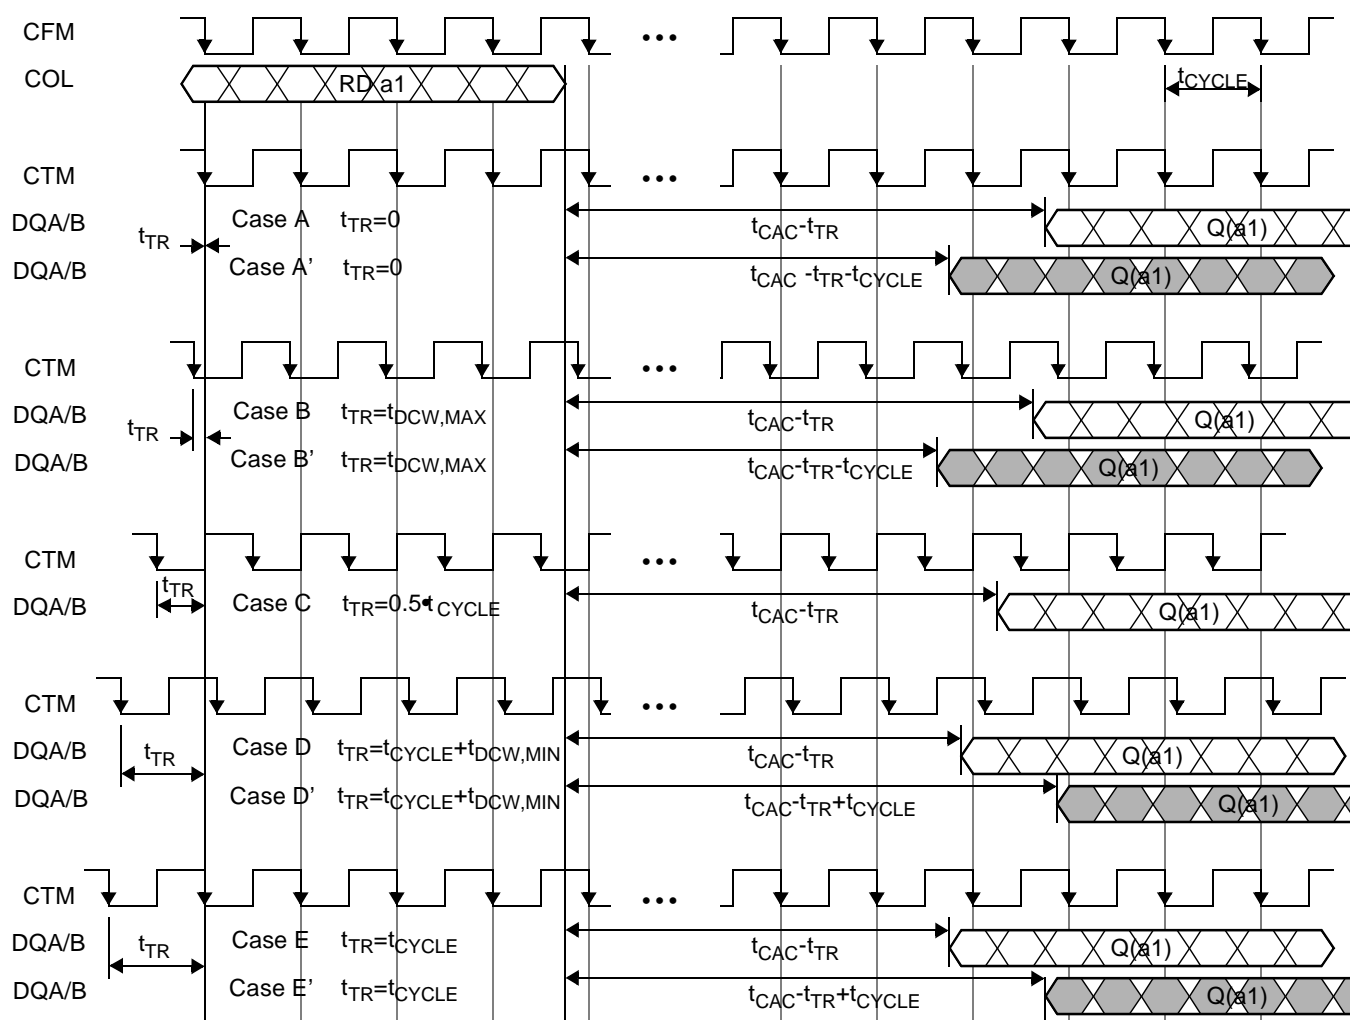 CFM •••
COL RD a1 tCYCLE
CTM •••
DQA/B Case A tTR=0 tCAC-tTR Q(a1)
tTR
DQA/B Case A’ tTR=0 tCAC -tTR-tCYCLE Q(a1)
CTM •••
DQA/B Case B tTR=tDCW,MAX tCAC-tTR Q(a1)
tTR
DQA/B Case B’ tTR=tDCW,MAX tCAC-tTR-tCYCLE Q(a1)
CTM •••
tTR
DQA/B Case C tTR=0.5•tCYCLE tCAC-tTR Q(a1)
CTM •••
DQA/B tTR Case D tTR=tCYCLE+tDCW,MIN tCAC-tTR Q(a1)
DQA/B Case D’ tTR=tCYCLE+tDCW,MIN tCAC-tTR+tCYCLE Q(a1)
CTM •••
DQA/B tTR Case E tTR=tCYCLE tCAC-tTR Q(a1)
DQA/B Case E’ tTR=tCYCLE tCAC-tTR+tCYCLE Q(a1)